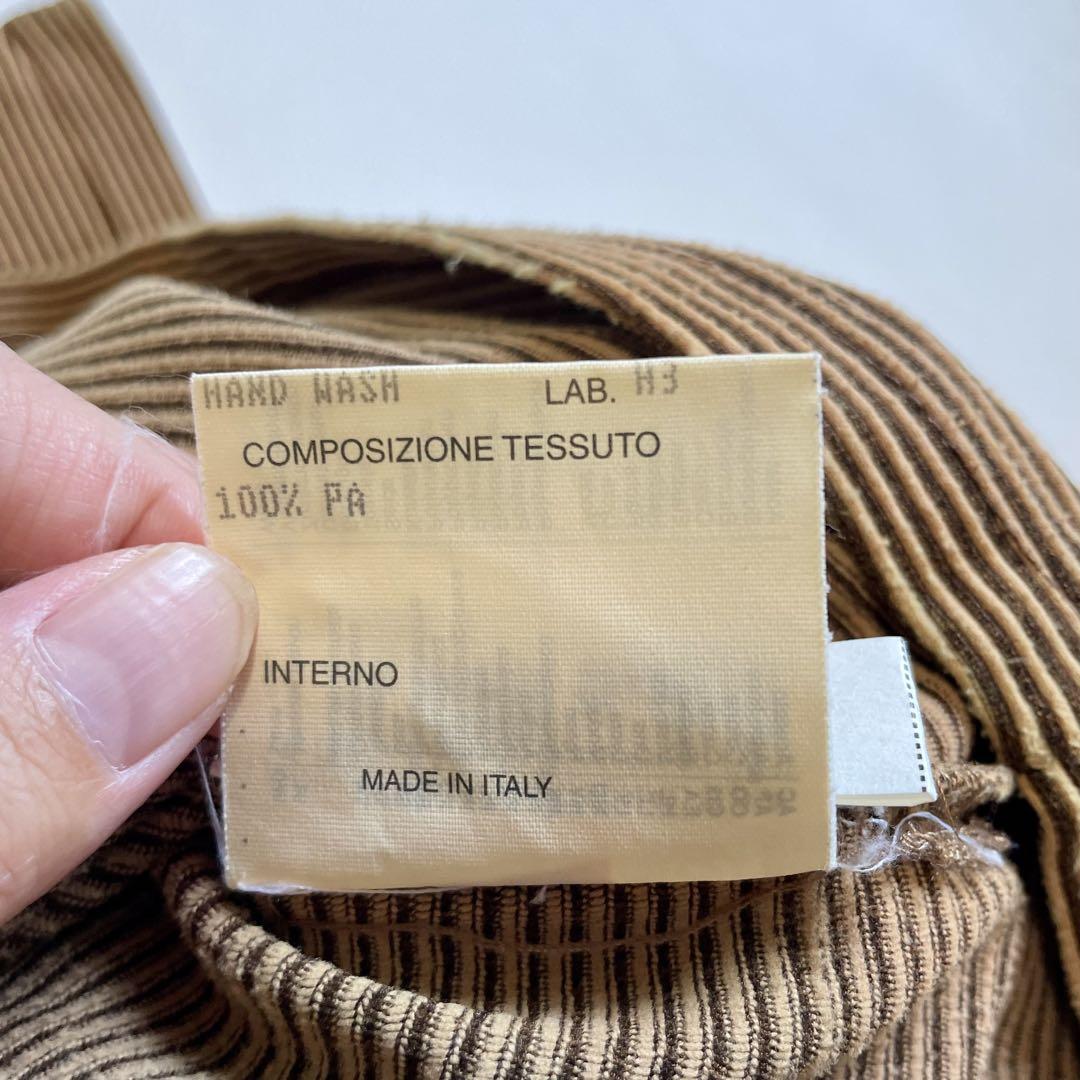 HAND WASH LAB. H3
COMPOSIZIONE TESSUTO
100% PA
INTERNO
MADE IN ITALY